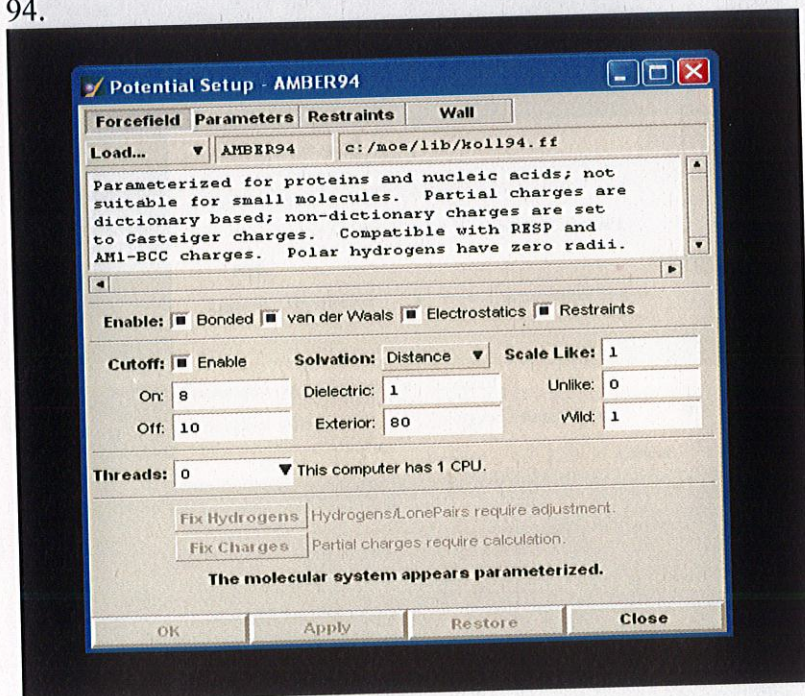 94.
Potential Setup - AMBER94
Forcefield Parameters Restraints Wall
Load... AMBER94 c:/moe/lib/koll94.ff
Parameterized for proteins and nucleic acids; not
suitable for small molecules. Partial charges are
dictionary based; non-dictionary charges are set
to Gasteiger charges. Compatible with RESP and
AM1-BCC charges. Polar hydrogens have zero radii.
Enable: Bonded van der Waals Electrostatics Restraints
Cutoff: Enable Solvation: Distance Scale Like: 1
On: 8 Dielectric: 1 Unlike: 0
Off: 10 Exterior: 80 Wild: 1
Threads: 0 This computer has 1 CPU.
Fix Hydrogens Hydrogens/LonePairs require adjustment.
Fix Charges Partial charges require calculation.
The molecular system appears parameterized.
OK Apply Restore Close